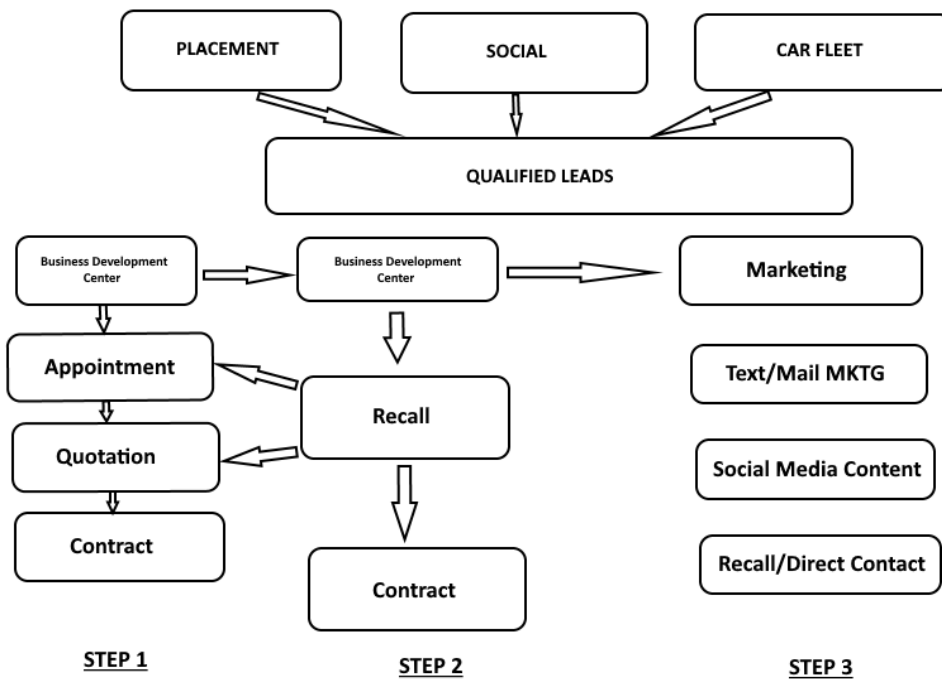 PLACEMENT
SOCIAL
CAR FLEET
QUALIFIED LEADS
Business Development
Center
Business Development
Center
Marketing
Appointment
Recall
Text/Mail MKTG
Quotation
Social Media Content
Contract
Contract
Recall/Direct Contact
STEP 1
STEP 2
STEP 3